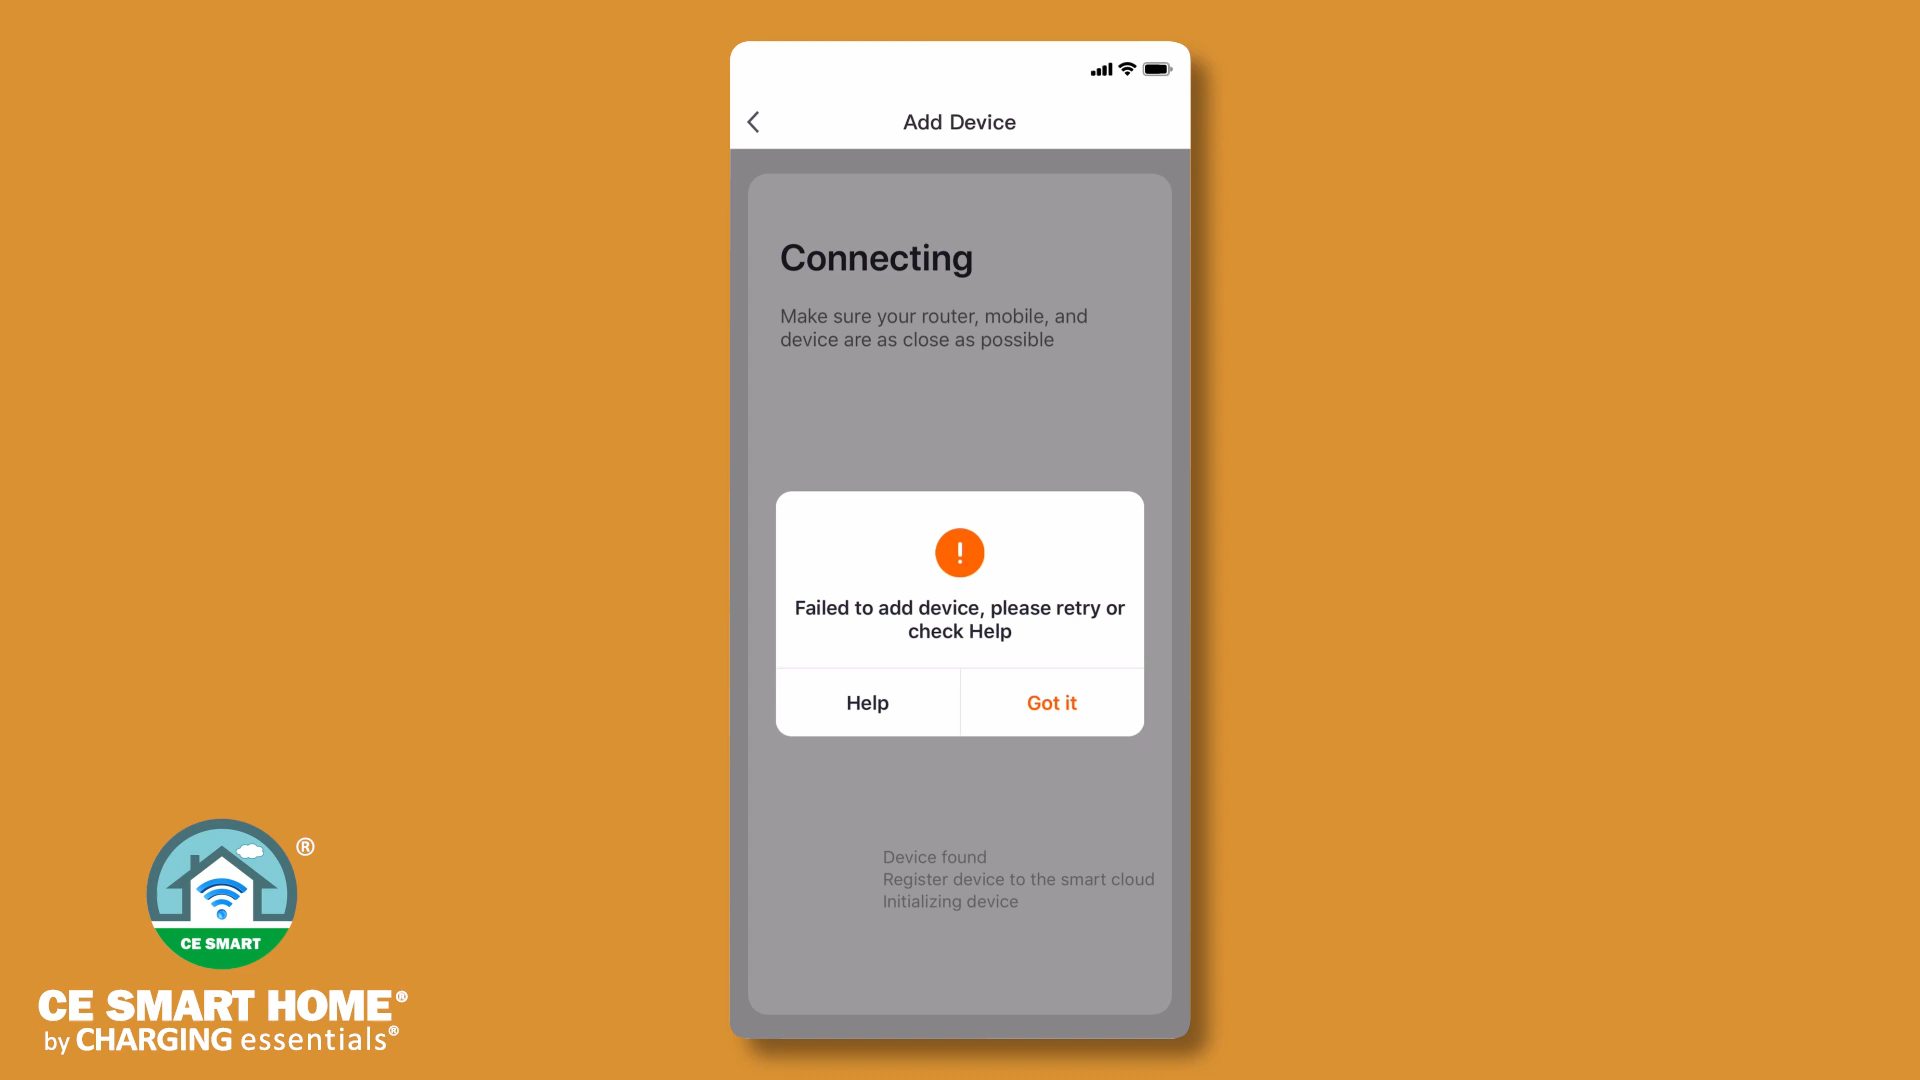 Add Device
Connecting
Make sure your router, mobile, and
device are as close as possible
!
Failed to add device, please retry or
check Help
Help
Got it
Device found
Register device to the smart cloud
Initializing device
®
CE SMART
CE SMART HOME®
by CHARGING essentials®